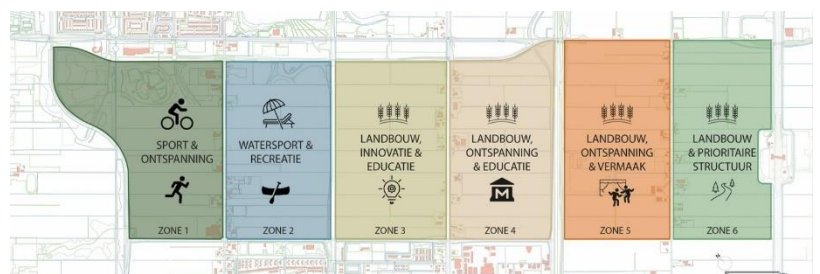 SPORT &
ONTSPANNING
ZONE 1
WATERSPORT &
RECREATIE
ZONE 2
LANDBOUW,
INNOVATIE &
EDUCATIE
ZONE 3
LANDBOUW,
ONTSPANNING
& EDUCATIE
M
ZONE 4
LANDBOUW,
ONTSPANNING
& VERMAAK
ZONE 5
LANDBOUW
& PRIORITAIRE
STRUCTUUR
ZONE 6